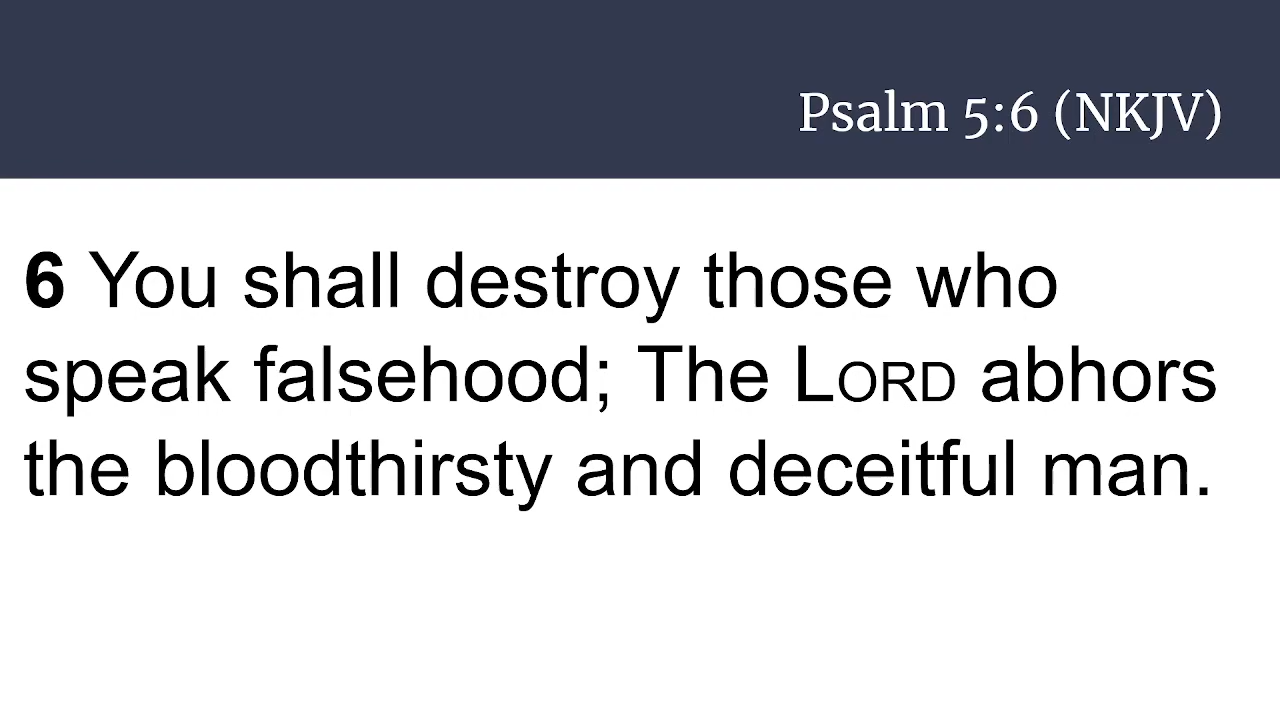 Psalm 5:6 (NKJV)
6 You shall destroy those who
speak falsehood; The LORD abhors
the bloodthirsty and deceitful man.